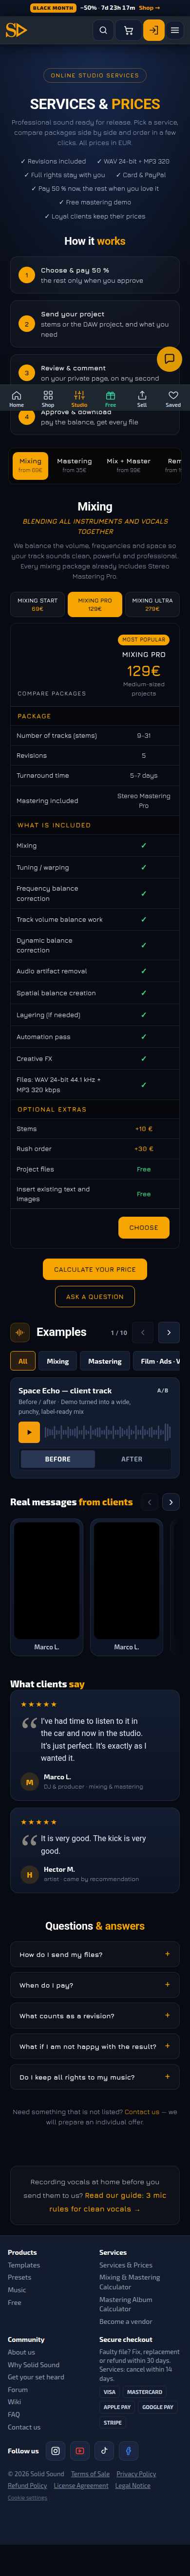 BLACK MONTH -50% · 7d 23h 17m Shop →
ONLINE STUDIO SERVICES
SERVICES & PRICES
Professional sound ready for release. Pick a service,
compare packages side by side and order in a few
clicks. All prices in EUR.
✓ Revisions included ✓ WAV 24-bit + MP3 320
✓ Full rights stay with you ✓ Card & PayPal
✓ Pay 50 % now, the rest when you love it
✓ Free mastering demo
✓ Loyal clients keep their prices
How it works
1 Choose & pay 50 %
the rest only when you approve
2 Send your project
stems or the DAW project, and what you
need
3 Review & comment
on your private page, on any second
Home Shop Studio Free Sell Saved
4 Approve & download
pay the balance, get every file
Mixing Mastering Mix + Master
from 69€ from 35€ from 99€
Mixing
BLENDING ALL INSTRUMENTS AND VOCALS
TOGETHER
We balance the volume, frequencies and space so
your track sounds clean, powerful and professional.
Every mixing package already includes Stereo
Mastering Pro.
MIXING START MIXING PRO MIXING ULTRA
69€ 129€ 279€
MOST POPULAR
MIXING PRO
129€
Medium-sized
projects
COMPARE PACKAGES
PACKAGE
Number of tracks (stems) 9-31
Revisions 5
Turnaround time 5-7 days
Mastering included Stereo Mastering
Pro
WHAT IS INCLUDED
Mixing ✓
Tuning / warping ✓
Frequency balance
correction ✓
Track volume balance work ✓
Dynamic balance
correction ✓
Audio artifact removal ✓
Spatial balance creation ✓
Layering (if needed) ✓
Automation pass ✓
Creative FX ✓
Files: WAV 24-bit 44.1 kHz +
MP3 320 kbps ✓
OPTIONAL EXTRAS
Stems +10 €
Rush order +30 €
Project files Free
Insert existing text and
images Free
CHOOSE
CALCULATE YOUR PRICE
ASK A QUESTION
Examples 1 / 10
All Mixing Mastering Film · Ads · V
Space Echo — client track A/B
Before / after · Demo turned into a wide,
punchy, label-ready mix
BEFORE AFTER
Real messages from clients
Marco L. Marco L.
What clients say
★★★★★
I've had time to listen to it in
the car and now in the studio.
It's just perfect. It's exactly as I
wanted it.
M Marco L.
DJ & producer · mixing & mastering
★★★★★
It is very good. The kick is very
good.
H Hector M.
artist · came by recommendation
Questions & answers
How do I send my files? +
When do I pay? +
What counts as a revision? +
What if I am not happy with the result? +
Do I keep all rights to my music? +
Need something that is not listed? Contact us — we
will prepare an individual offer.
Recording vocals at home before you
send them to us? Read our guide: 3 mic
rules for clean vocals →
Products
Templates
Presets
Music
Free
Services
Services & Prices
Mixing & Mastering
Calculator
Mastering Album
Calculator
Become a vendor
Community
About us
Why Solid Sound
Get your set heard
Forum
Wiki
FAQ
Contact us
Secure checkout
Faulty file? Fix, replacement
or refund within 30 days.
Services: cancel within 14
days.
VISA MASTERCARD
APPLE PAY GOOGLE PAY
STRIPE
Follow us
© 2026 Solid Sound Terms of Sale Privacy Policy
Refund Policy License Agreement Legal Notice
Cookie settings